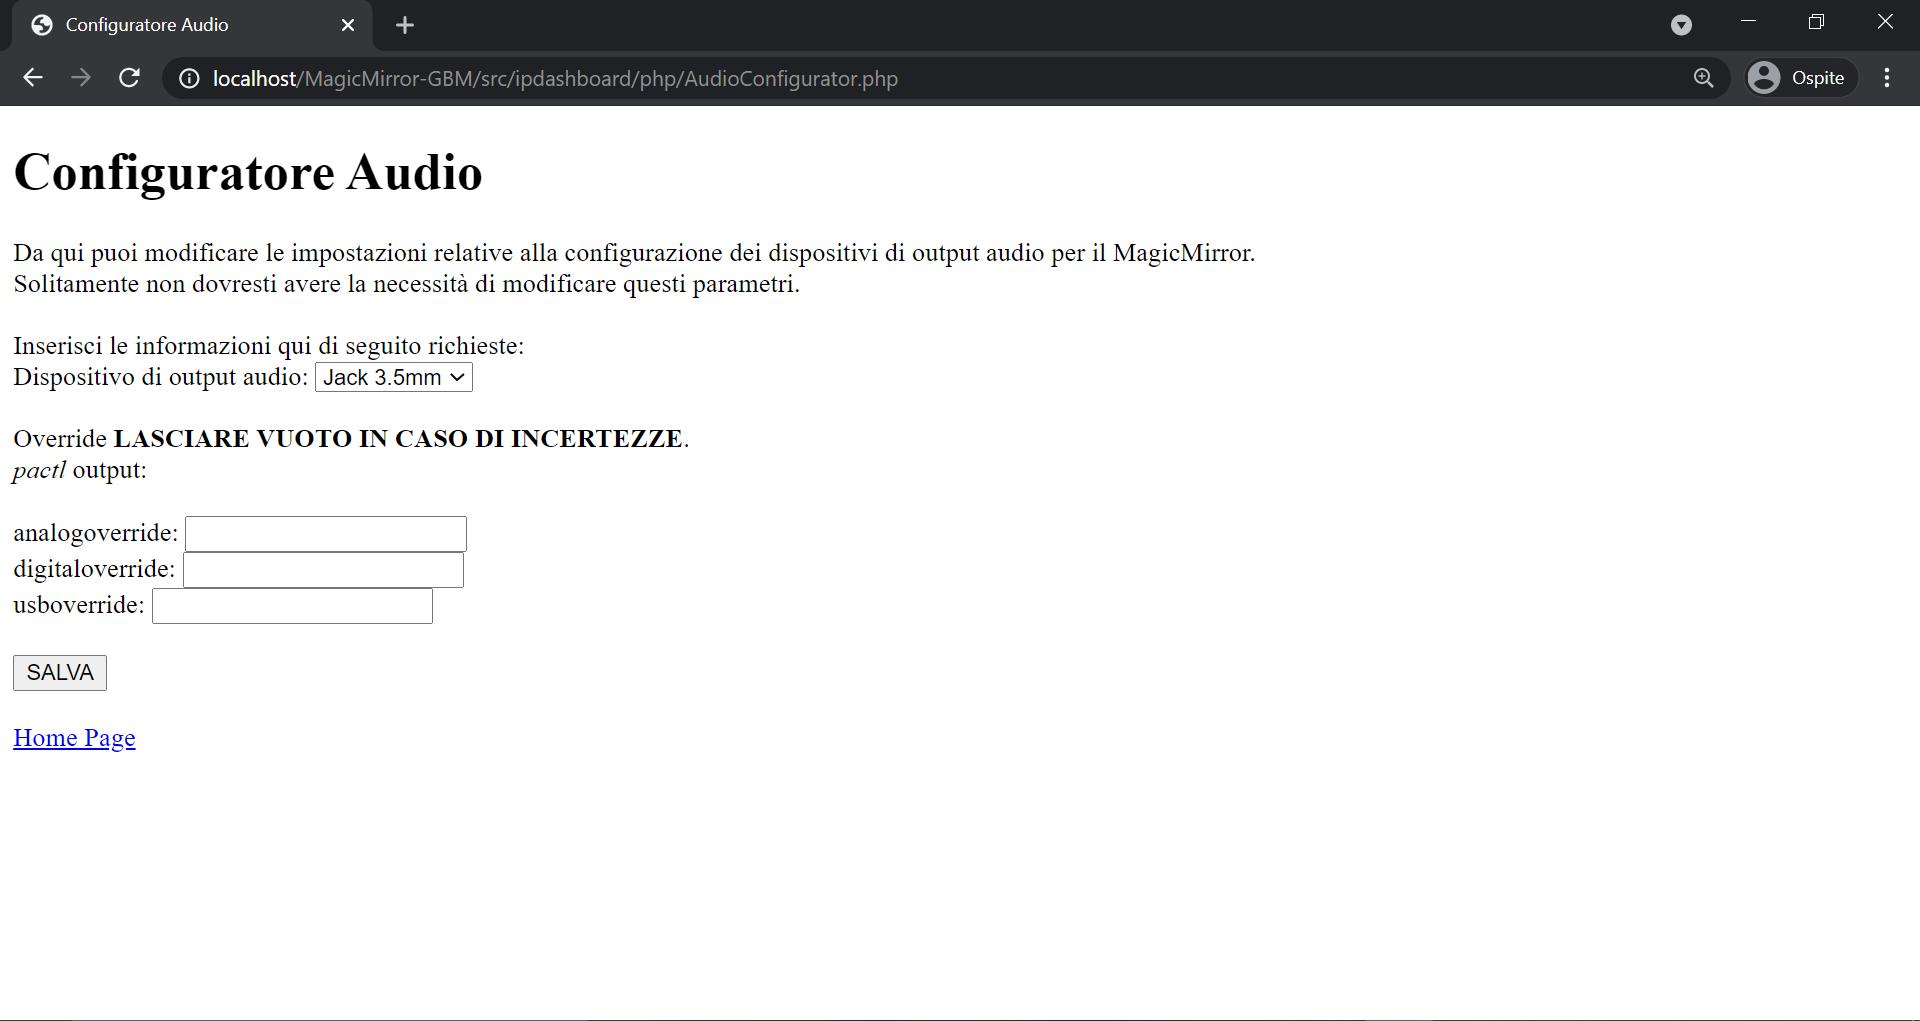 Configuratore Audio
localhost/MagicMirror-GBM/src/ipdashboard/php/AudioConfigurator.php
Ospite
Configuratore Audio
Da qui puoi modificare le impostazioni relative alla configurazione dei dispositivi di output audio per il MagicMirror.
Solitamente non dovresti avere la necessità di modificare questi parametri.
Inserisci le informazioni qui di seguito richieste:
Dispositivo di output audio: Jack 3.5mm
Override LASCIARE VUOTO IN CASO DI INCERTEZZE.
pactl output:
analogoverride:
digitaloverride:
usboverride:
SALVA
Home Page